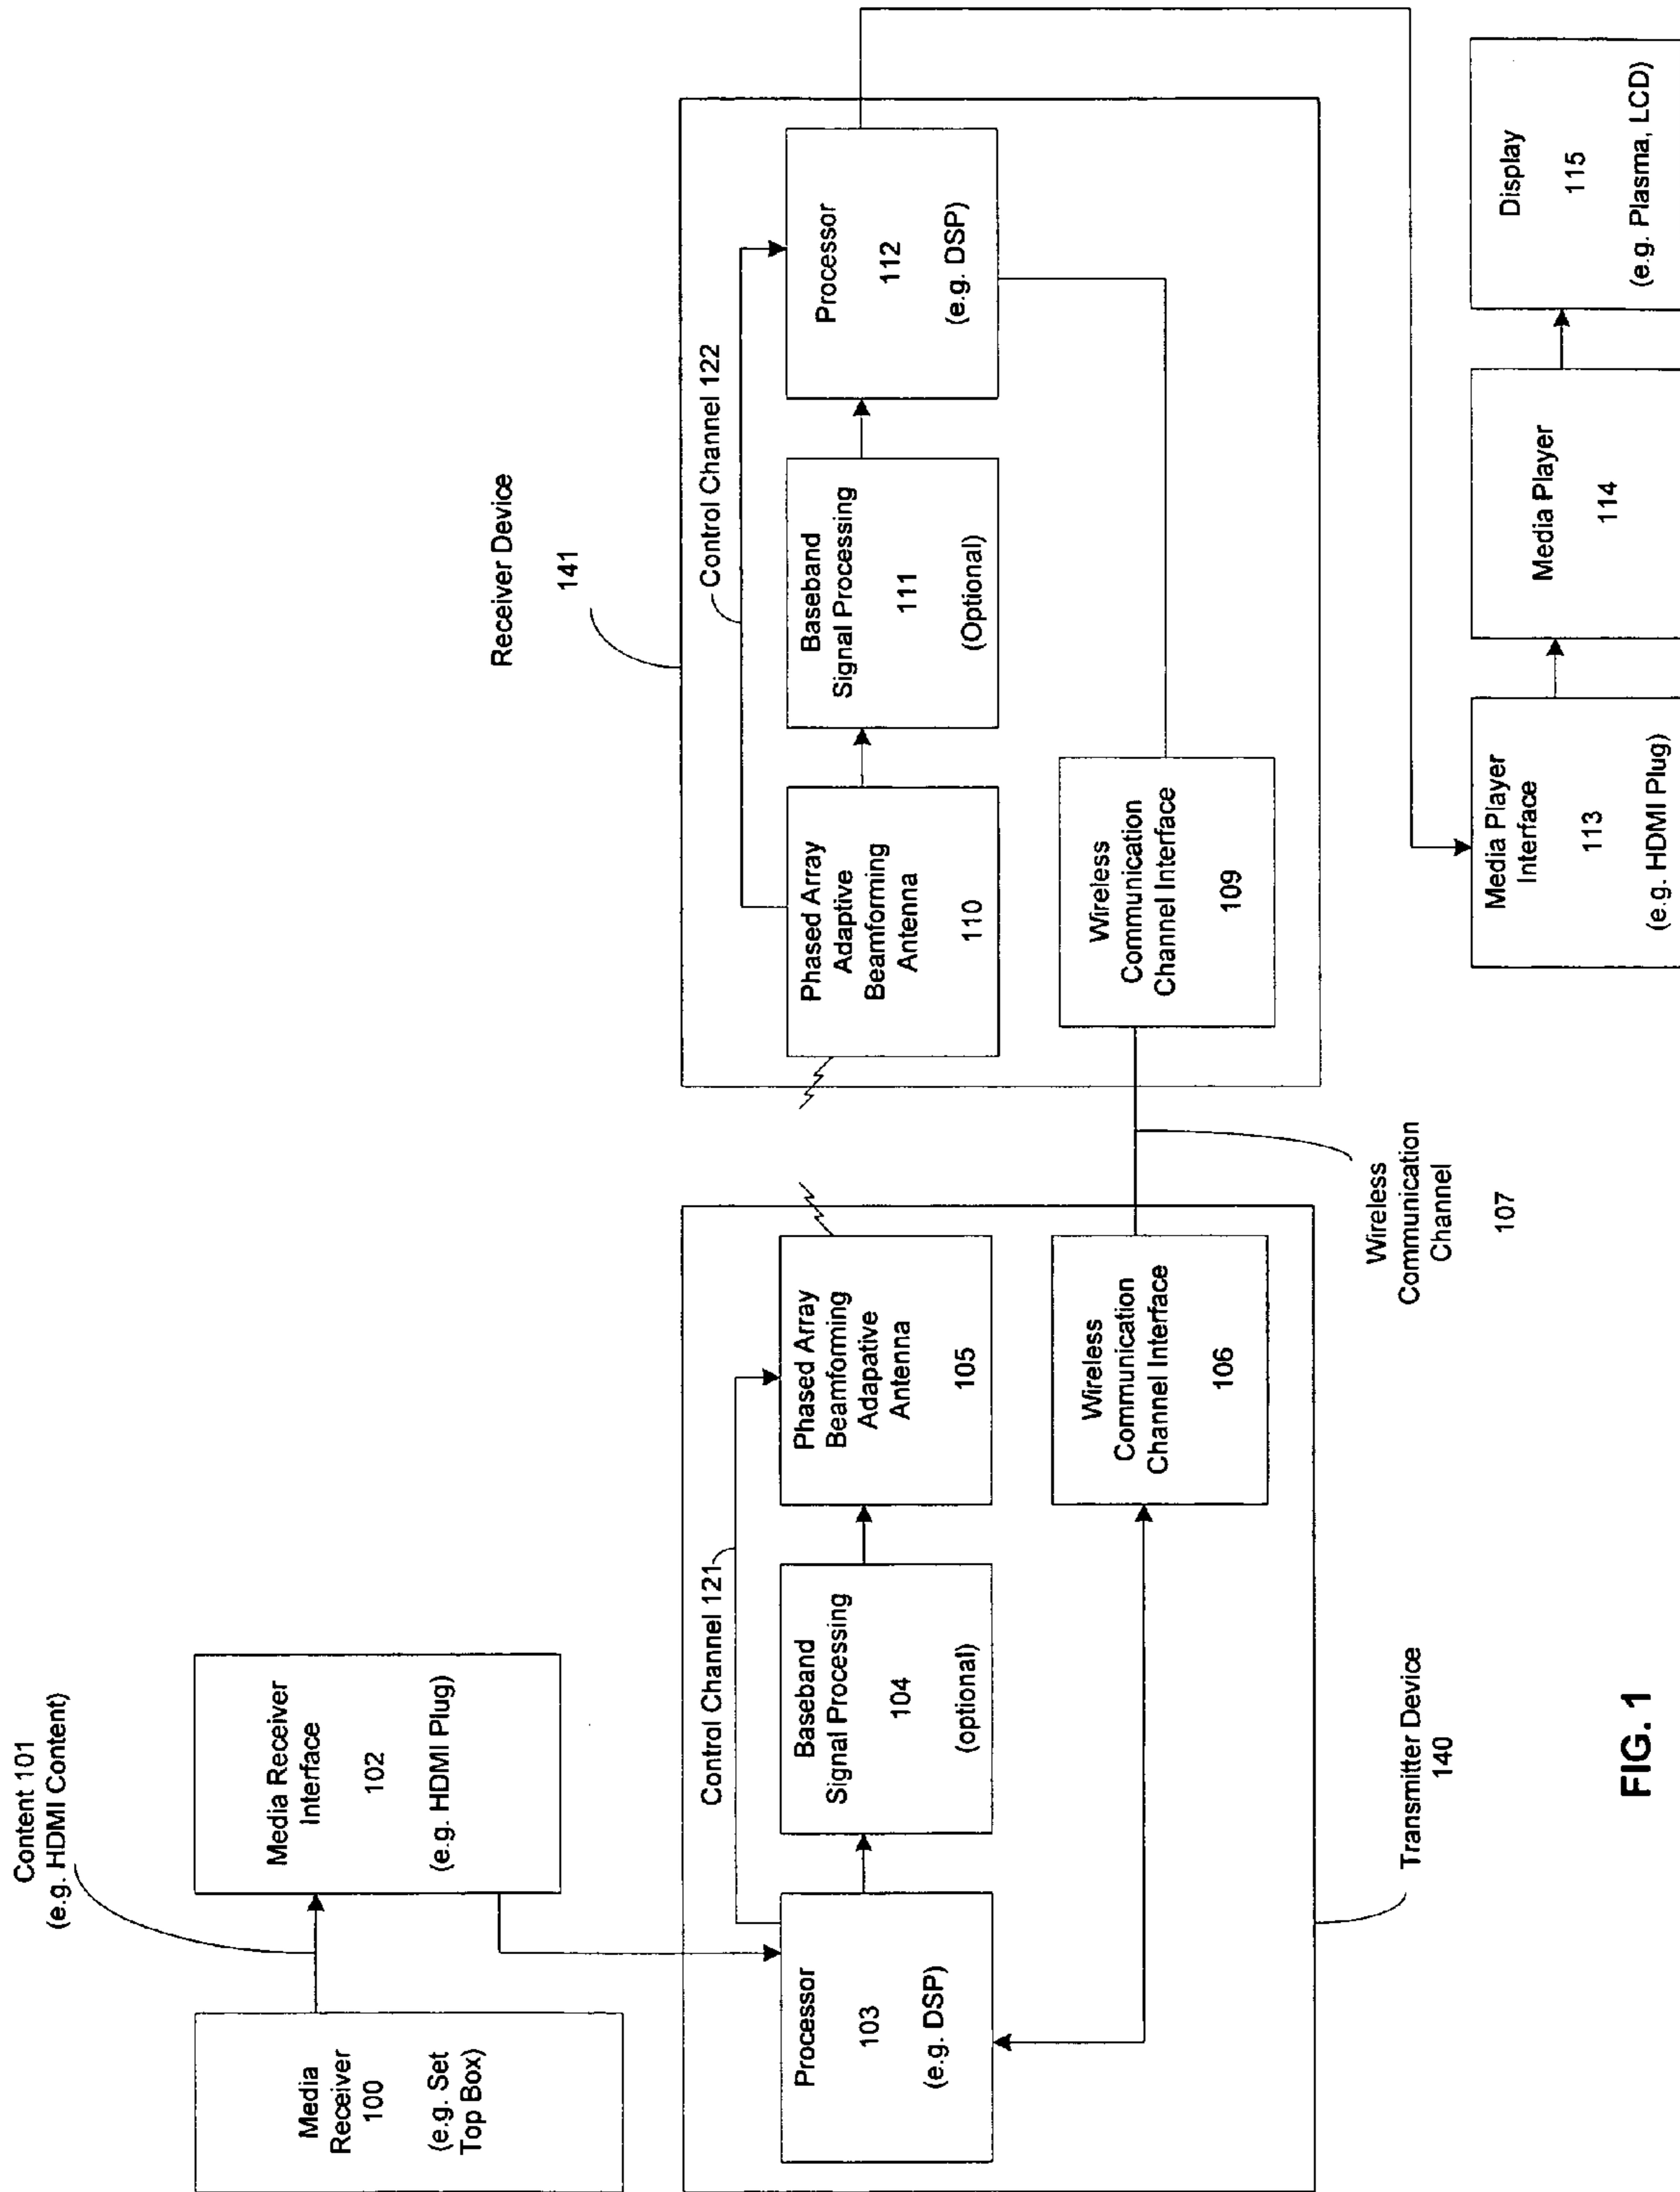 Content 101
(e.g. HDMI Content)
Media
Receiver
100
(e.g. Set
Top Box)
Media Receiver
Interface
102
(e.g. HDMI Plug)
Control Channel 121
Processor
103
(e.g. DSP)
Baseband
Signal Processing
104
(optional)
Phased Array
Beamforming
Adapative
Antenna
105
Wireless
Communication
Channel Interface
106
Transmitter Device
140
Wireless
Communication
Channel
107
Receiver Device
141
Control Channel 122
Phased Array
Adaptive
Beamforming
Antenna
110
Baseband
Signal Processing
111
(Optional)
Processor
112
(e.g. DSP)
Wireless
Communication
Channel Interface
109
Media Player
Interface
113
(e.g. HDMI Plug)
Media Player
114
Display
115
(e.g. Plasma, LCD)
FIG. 1